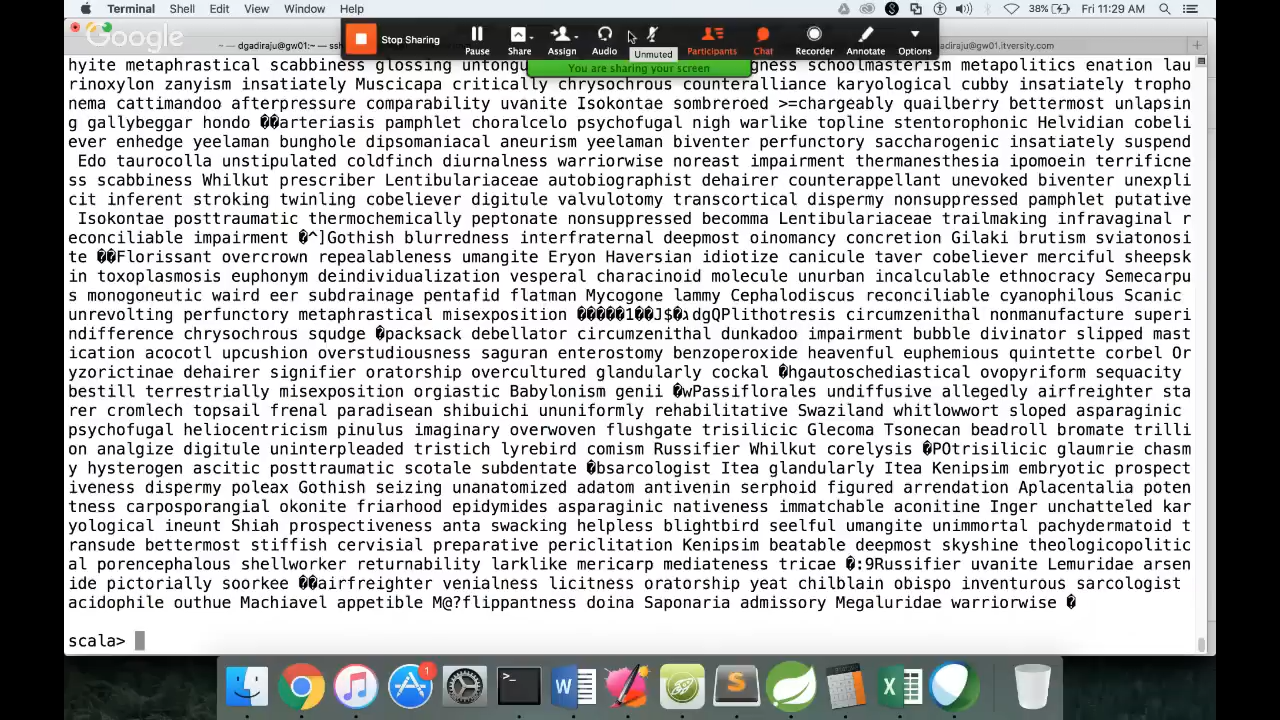 Terminal Shell Edit View Window Help 38% Fri 11:29 AM
Google
Stop Sharing Pause Share Assign Audio Unmuted Participants Chat Recorder Annotate Options
You are sharing your screen
~ — dgadiraju@gw01:~ — ssh
dgadiraju@gw01.itversity.com
hyite metaphrastical scabbiness glossing untongu gness schoolmasterism metapolitics enation lau
rinoxylon zanyism insatiately Muscicapa critically chrysochrous counteralliance karyological cubby insatiately tropho
nema cattimandoo afterpressure comparability uvanite Isokontae sombreroed >=chargeably quailberry bettermost unlapsin
g gallybeggar hondo ��arteriasis pamphlet choralcelo psychofugal nigh warlike topline stentorophonic Helvidian cobeli
ever enhedge yeelaman bunghole dipsomaniacal aneurism yeelaman biventer perfunctory saccharogenic insatiately suspend
Edo taurocolla unstipulated coldfinch diurnalness warriorwise noreast impairment thermanesthesia ipomoein terrificne
ss scabbiness Whilkut prescriber Lentibulariaceae autobiographist dehairer counterappellant unevoked biventer unexpli
cit inferent stroking twinling cobeliever digitule valvulotomy transcortical dispermy nonsuppressed pamphlet putative
Isokontae posttraumatic thermochemically peptonate nonsuppressed becomma Lentibulariaceae trailmaking infravaginal r
econciliable impairment �^]Gothish blurredness interfraternal deepmost oinomancy concretion Gilaki brutism sviatonosi
te ��Florissant overcrown repealableness umangite Eryon Haversian idiotize canicule taver cobeliever merciful sheepsk
in toxoplasmosis euphonym deindividualization vesperal characinoid molecule unurban incalculable ethnocracy Semecarpu
s monogoneutic waird eer subdrainage pentafid flatman Mycogone lammy Cephalodiscus reconciliable cyanophilous Scanic
unrevolting perfunctory metaphrastical misexposition dgQPlithotresis circumzenithal nonmanufacture superi
ndifference chrysochrous squdge �packsack debellator circumzenithal dunkadoo impairment bubble divinator slipped mast
ication acocotl upcushion overstudiousness saguran enterostomy benzoperoxide heavenful euphemious quintette corbel Or
yzorictinae dehairer signifier oratorship overcultured glandularly cockal �hgautoschediastical ovopyriform sequacity
bestill terrestrially misexposition orgiastic Babylonism genii �wPassiflorales undiffusive allegedly airfreighter sta
rer cromlech topsail frenal paradisean shibuichi ununiformly rehabilitative Swaziland whitlowwort sloped asparaginic
psychofugal heliocentricism pinulus imaginary overwoven flushgate trisilicic Glecoma Tsonecan beadroll bromate trilli
on analgize digitule uninterpleaded tristich lyrebird comism Russifier Whilkut corelysis �POtrisilicic glaumrie chasm
y hysterogen ascitic posttraumatic scotale subdentate �bsarcologist Itea glandularly Itea Kenipsim embryotic prospect
iveness dispermy poleax Gothish seizing unanatomized adatom antivenin serphoid figured arrendation Aplacentalia poten
tness carposporangial okonite friarhood epidymides asparaginic nativeness immatchable aconitine Inger unchatteled kar
yological ineunt Shiah prospectiveness anta swacking helpless blightbird seelful umangite unimmortal pachydermatoid t
ransude bettermost stiffish cervisial preparative periclitation Kenipsim beatable deepmost skyshine theologicopolitic
al porencephalous shellworker returnability larklike mericarp mediateness tricae �:9Russifier uvanite Lemuridae arsen
ide pictorially soorkee ��airfreighter venialness licitness oratorship yeat chilblain obispo inventurous sarcologist
acidophile outhue Machiavel appetible M@?flippantness doina Saponaria admissory Megaluridae warriorwise �
scala>